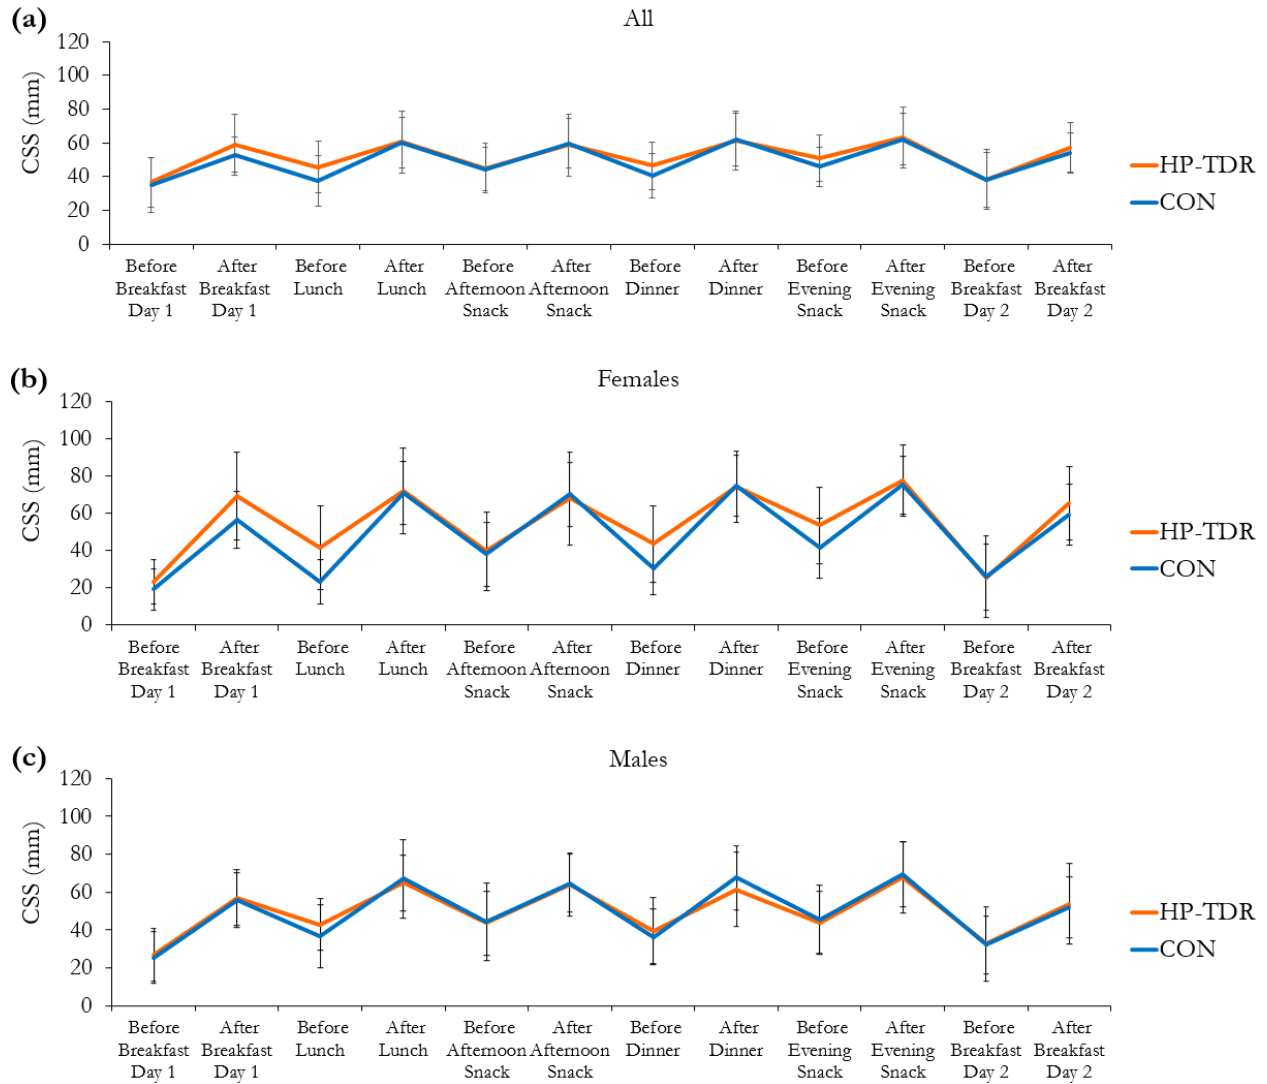 (a)
All
120
100
80
60
40
20
0
CSS (mm)
Before Breakfast Day 1
After Breakfast Day 1
Before Lunch
After Lunch
Before Afternoon Snack
After Afternoon Snack
Before Dinner
After Dinner
Before Evening Snack
After Evening Snack
Before Breakfast Day 2
After Breakfast Day 2
HP-TDR
CON
(b)
Females
120
100
80
60
40
20
0
CSS (mm)
Before Breakfast Day 1
After Breakfast Day 1
Before Lunch
After Lunch
Before Afternoon Snack
After Afternoon Snack
Before Dinner
After Dinner
Before Evening Snack
After Evening Snack
Before Breakfast Day 2
After Breakfast Day 2
HP-TDR
CON
(c)
Males
120
100
80
60
40
20
0
CSS (mm)
Before Breakfast Day 1
After Breakfast Day 1
Before Lunch
After Lunch
Before Afternoon Snack
After Afternoon Snack
Before Dinner
After Dinner
Before Evening Snack
After Evening Snack
Before Breakfast Day 2
After Breakfast Day 2
HP-TDR
CON